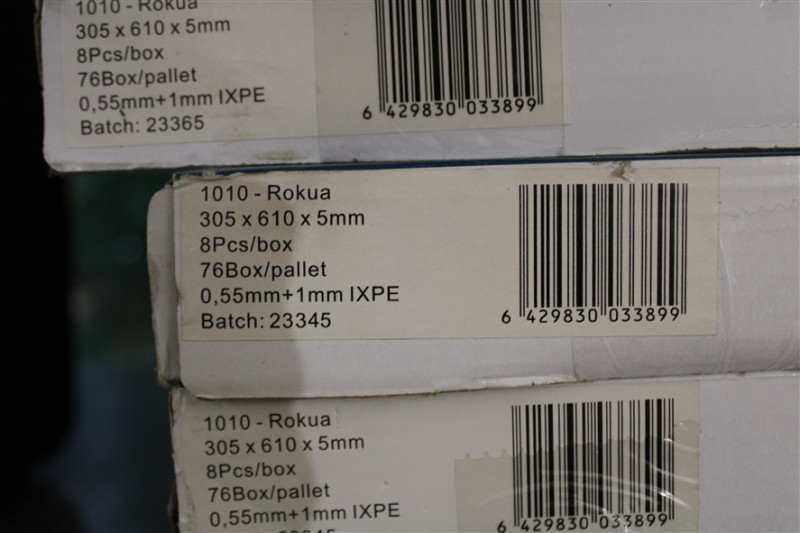 1010 - Rokua
305 x 610 x 5mm
8Pcs/box
76Box/pallet
0,55mm+1mm IXPE
Batch: 23365
6 429830 033899
1010 - Rokua
305 x 610 x 5mm
8Pcs/box
76Box/pallet
0,55mm+1mm IXPE
Batch: 23345
6 429830 033899
1010 - Rokua
305 x 610 x 5mm
8Pcs/box
76Box/pallet
0,55mm+1mm IXPE
6 429830 033899